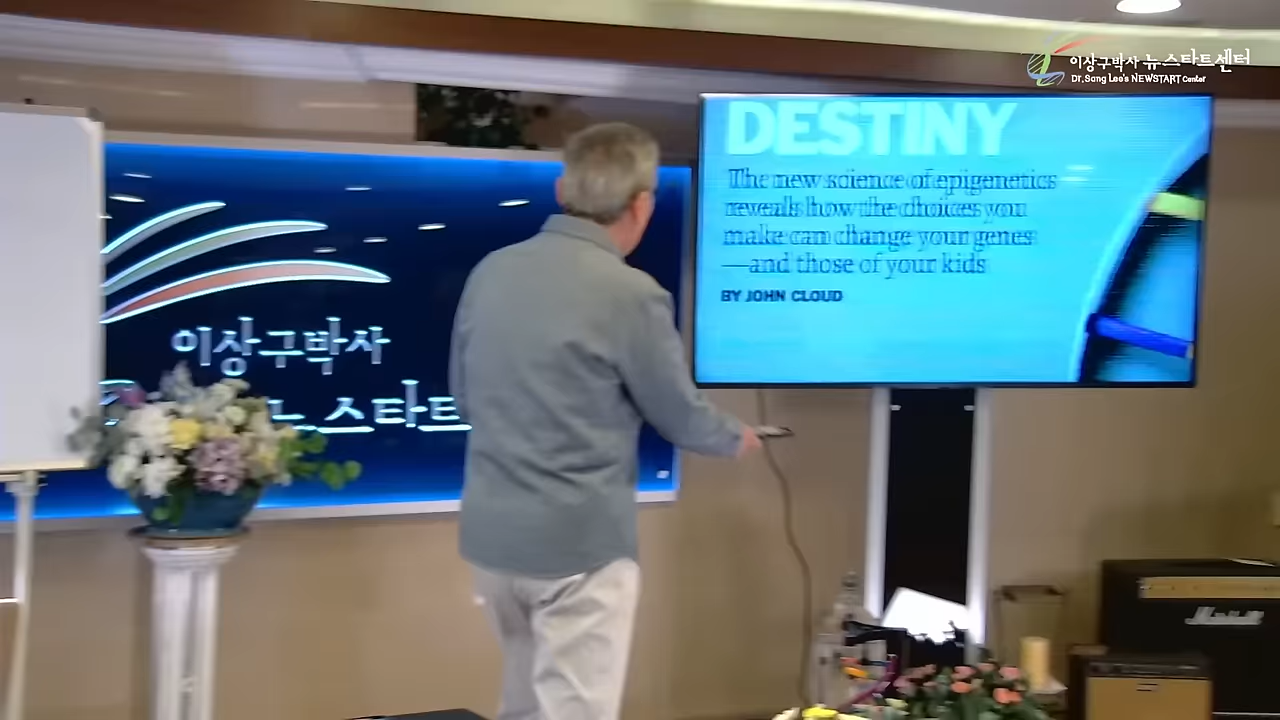 이상구박사 뉴스타트센터
Dr. Sang Lee's NEWSTART Center
DESTINY
The new science of epigenetics
reveals how the choices you
make can change your genes
—and those of your kids
BY JOHN CLOUD
이상구박사
뉴스타트
Marshall